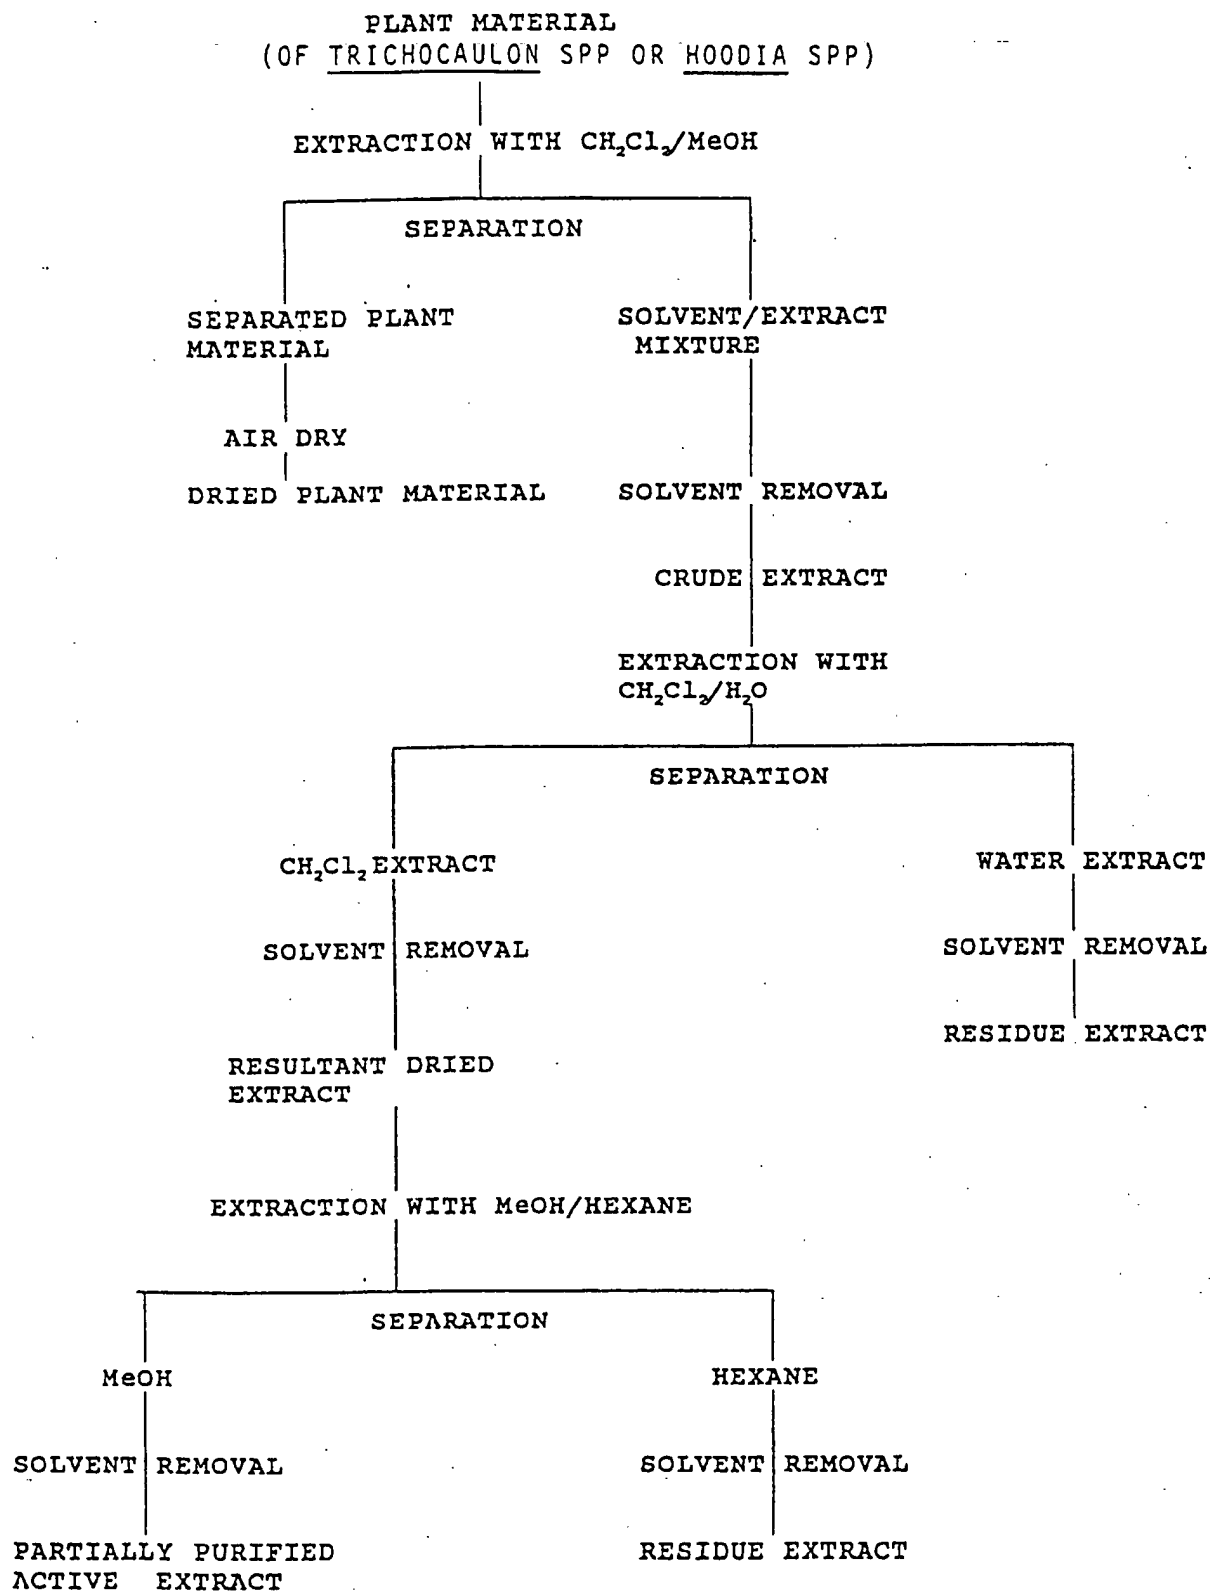 PLANT MATERIAL
(OF TRICHOCAULON SPP OR HOODIA SPP)
EXTRACTION WITH CH₂Cl₂/MeOH
SEPARATION
SEPARATED PLANT
MATERIAL
SOLVENT/EXTRACT
MIXTURE
AIR DRY
DRIED PLANT MATERIAL
SOLVENT REMOVAL
CRUDE EXTRACT
EXTRACTION WITH
CH₂Cl₂/H₂O
SEPARATION
CH₂Cl₂ EXTRACT
WATER EXTRACT
SOLVENT REMOVAL
SOLVENT REMOVAL
RESIDUE EXTRACT
RESULTANT DRIED
EXTRACT
EXTRACTION WITH MeOH/HEXANE
SEPARATION
MeOH
HEXANE
SOLVENT REMOVAL
SOLVENT REMOVAL
PARTIALLY PURIFIED
ACTIVE EXTRACT
RESIDUE EXTRACT